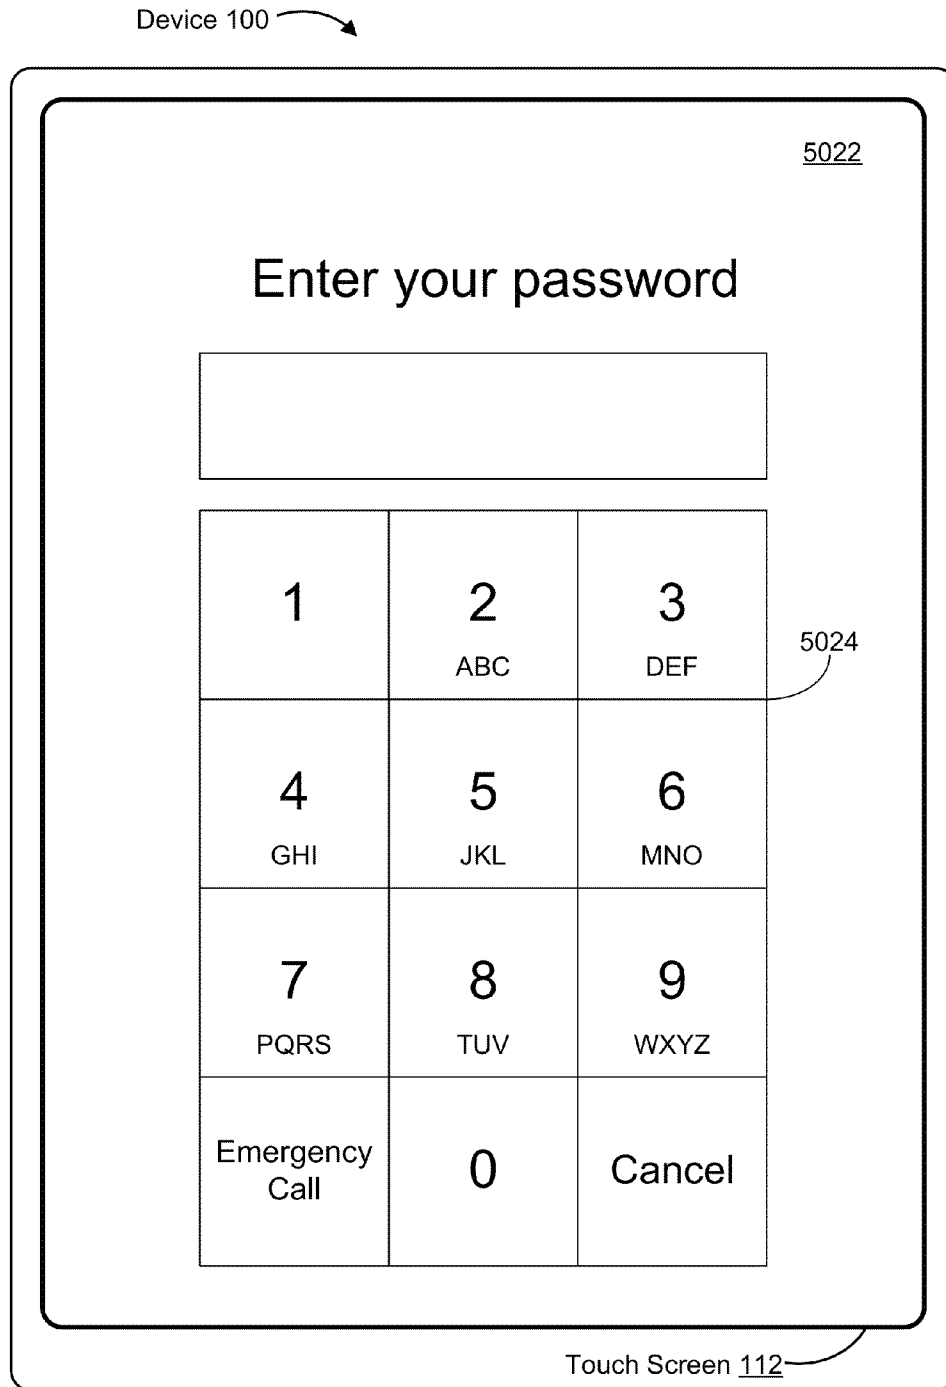 Device 100
5022
Enter your password
1 2 3
ABC DEF
5024
4 5 6
GHI JKL MNO
7 8 9
PQRS TUV WXYZ
Emergency
Call
0
Cancel
Touch Screen 112